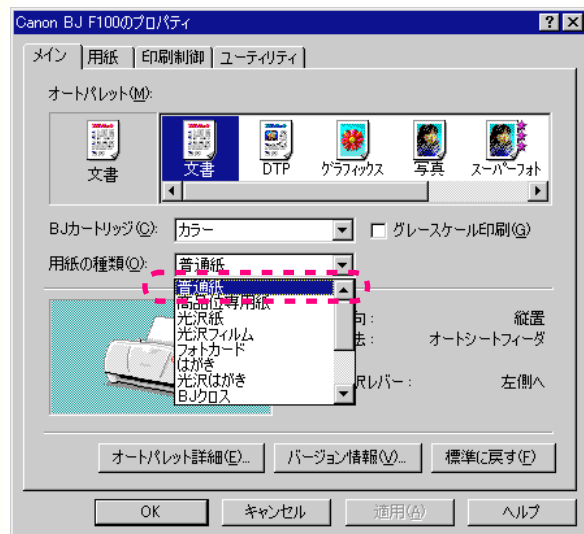 Canon BJ F100のプロパティ
メイン 用紙 印刷制御 ユーティリティ
オートパレット(M):
文書 文書 DTP グラフィックス 写真 スーパーフォト
BJカートリッジ(C): カラー グレースケール印刷(G)
用紙の種類(O): 普通紙
普通紙
高品位専用紙
光沢紙 向: 縦置
光沢フィルム 法: オートシートフィーダ
フォトカード
はがき
光沢はがき 沢レバー: 左側へ
BJクロス
オートパレット詳細(E)... バージョン情報(V)... 標準に戻す(F)
OK キャンセル 適用(A) ヘルプ